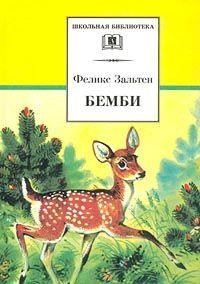 ШКОЛЬНАЯ БИБЛИОТЕКА
Феликс Зальтен
БЕМБИ